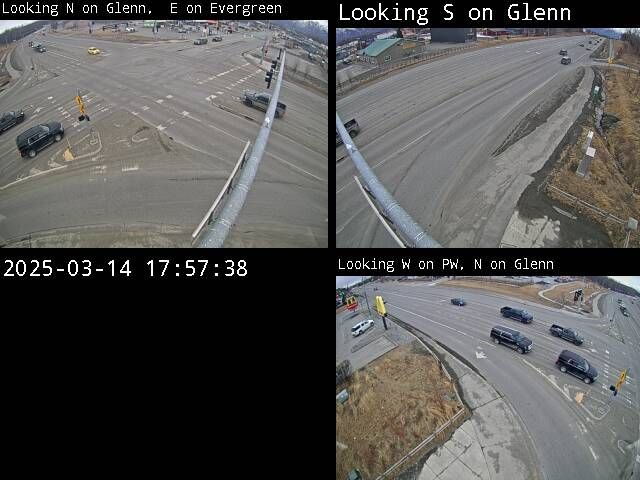 Looking N on Glenn,  E on Evergreen
Looking S on Glenn
2025-03-14 17:57:38
Looking W on PW, N on Glenn